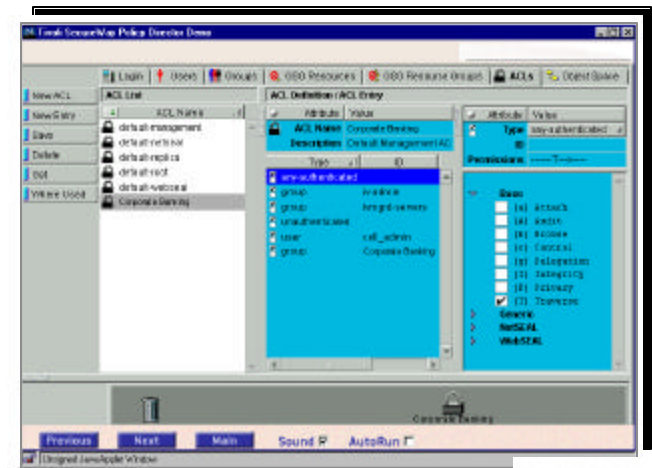 Tivoli SecureWay Policy Director Demo
Login Users Groups GSO Resources GSO Resource Groups ACLs Object Space
New ACL
New Entry
Save
Delete
Where Used
ACL List
ACL Name
default-management
default-netseal
default-replica
default-root
default-webseal
Corporate Banking
ACL Definition / ACL Entry
Attribute Value
ACL Name Corporate Banking
Description Default Management AC
Type ID
any-authenticated
group iv-admin
group ivmgrd-servers
unauthenticated
user cell_admin
group Corporate Banking
Attribute Value
Type any-authenticated
ID
Permissions
Base
(a) Attach
(A) Audit
(B) Browse
(c) Control
(g) Delegation
(I) Integrity
(P) Privacy
(T) Traverse
Generic
NetSEAL
WebSEAL
Corporate Banking
Previous Next Main Sound AutoRun
Unsigned Java Applet Window